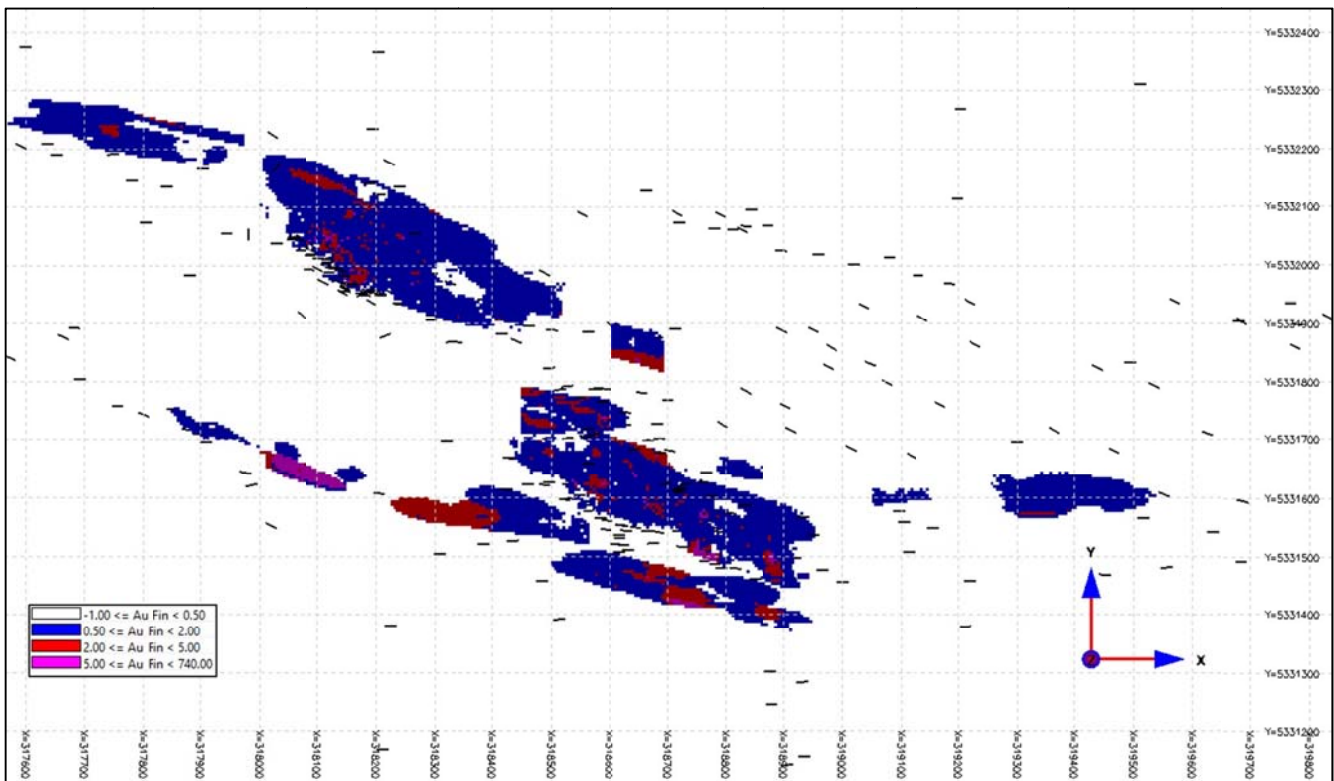 Y=5332400
Y=5332300
Y=5332200
Y=5332100
Y=5332000
Y=5331900
Y=5331800
Y=5331700
Y=5331600
Y=5331500
Y=5331400
Y=5331300
Y=5331200
Y
X
Z
-1.00 <= Au Fin < 0.50
0.50 <= Au Fin < 2.00
2.00 <= Au Fin < 5.00
5.00 <= Au Fin < 740.00
X=317600
X=317700
X=317800
X=317900
X=318000
X=318100
X=318200
X=318300
X=318400
X=318500
X=318600
X=318700
X=318800
X=318900
X=319000
X=319100
X=319200
X=319300
X=319400
X=319500
X=319600
X=319700
X=319800